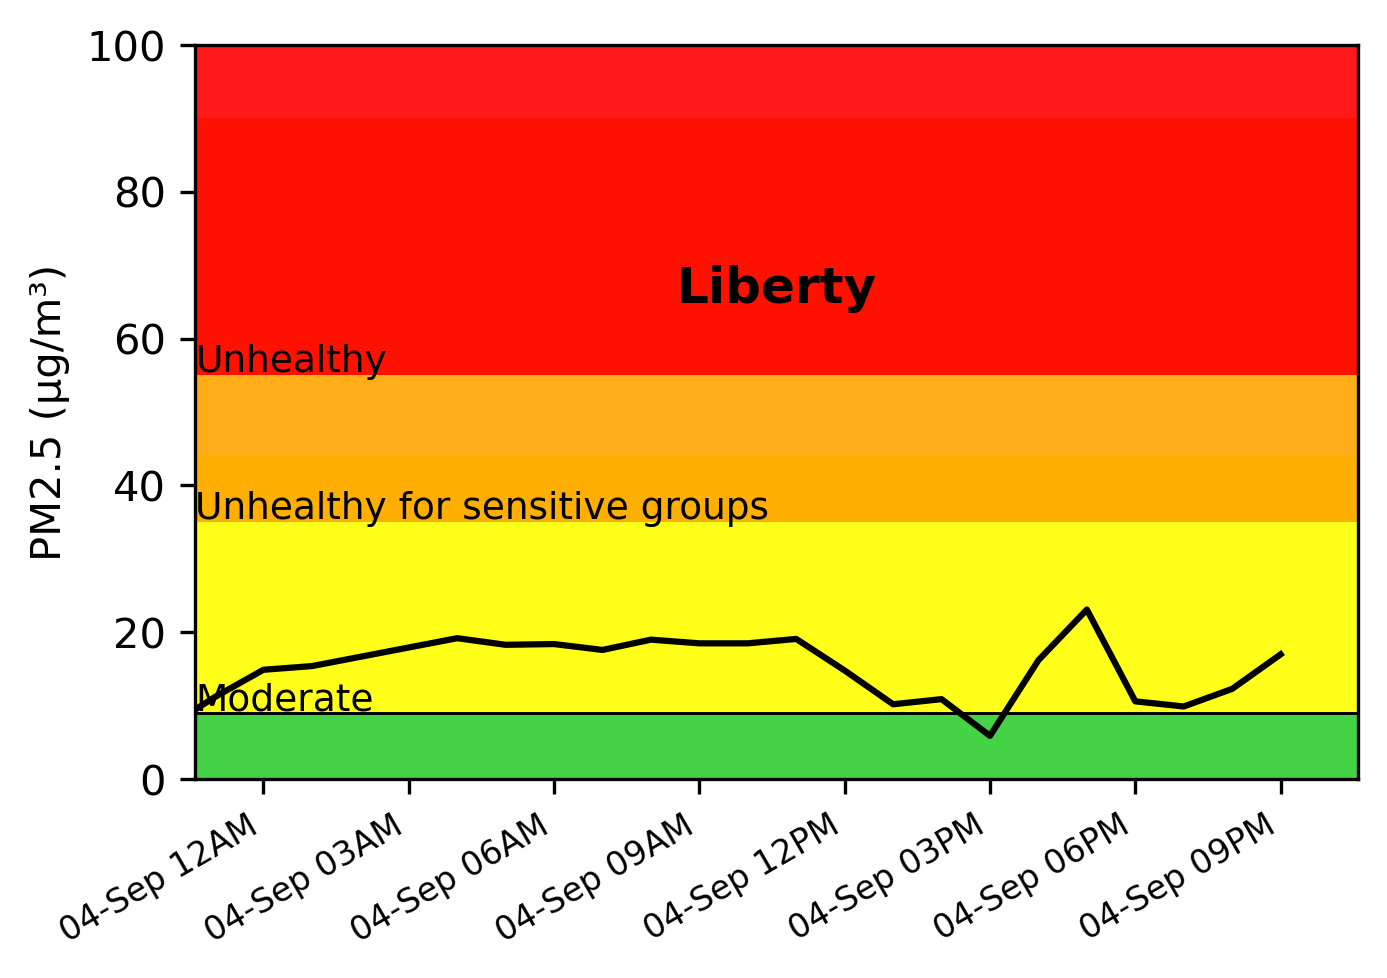 100
80
60
40
20
0
PM2.5 (µg/m³)
Liberty
Unhealthy
Unhealthy for sensitive groups
Moderate
04-Sep 12AM
04-Sep 03AM
04-Sep 06AM
04-Sep 09AM
04-Sep 12PM
04-Sep 03PM
04-Sep 06PM
04-Sep 09PM